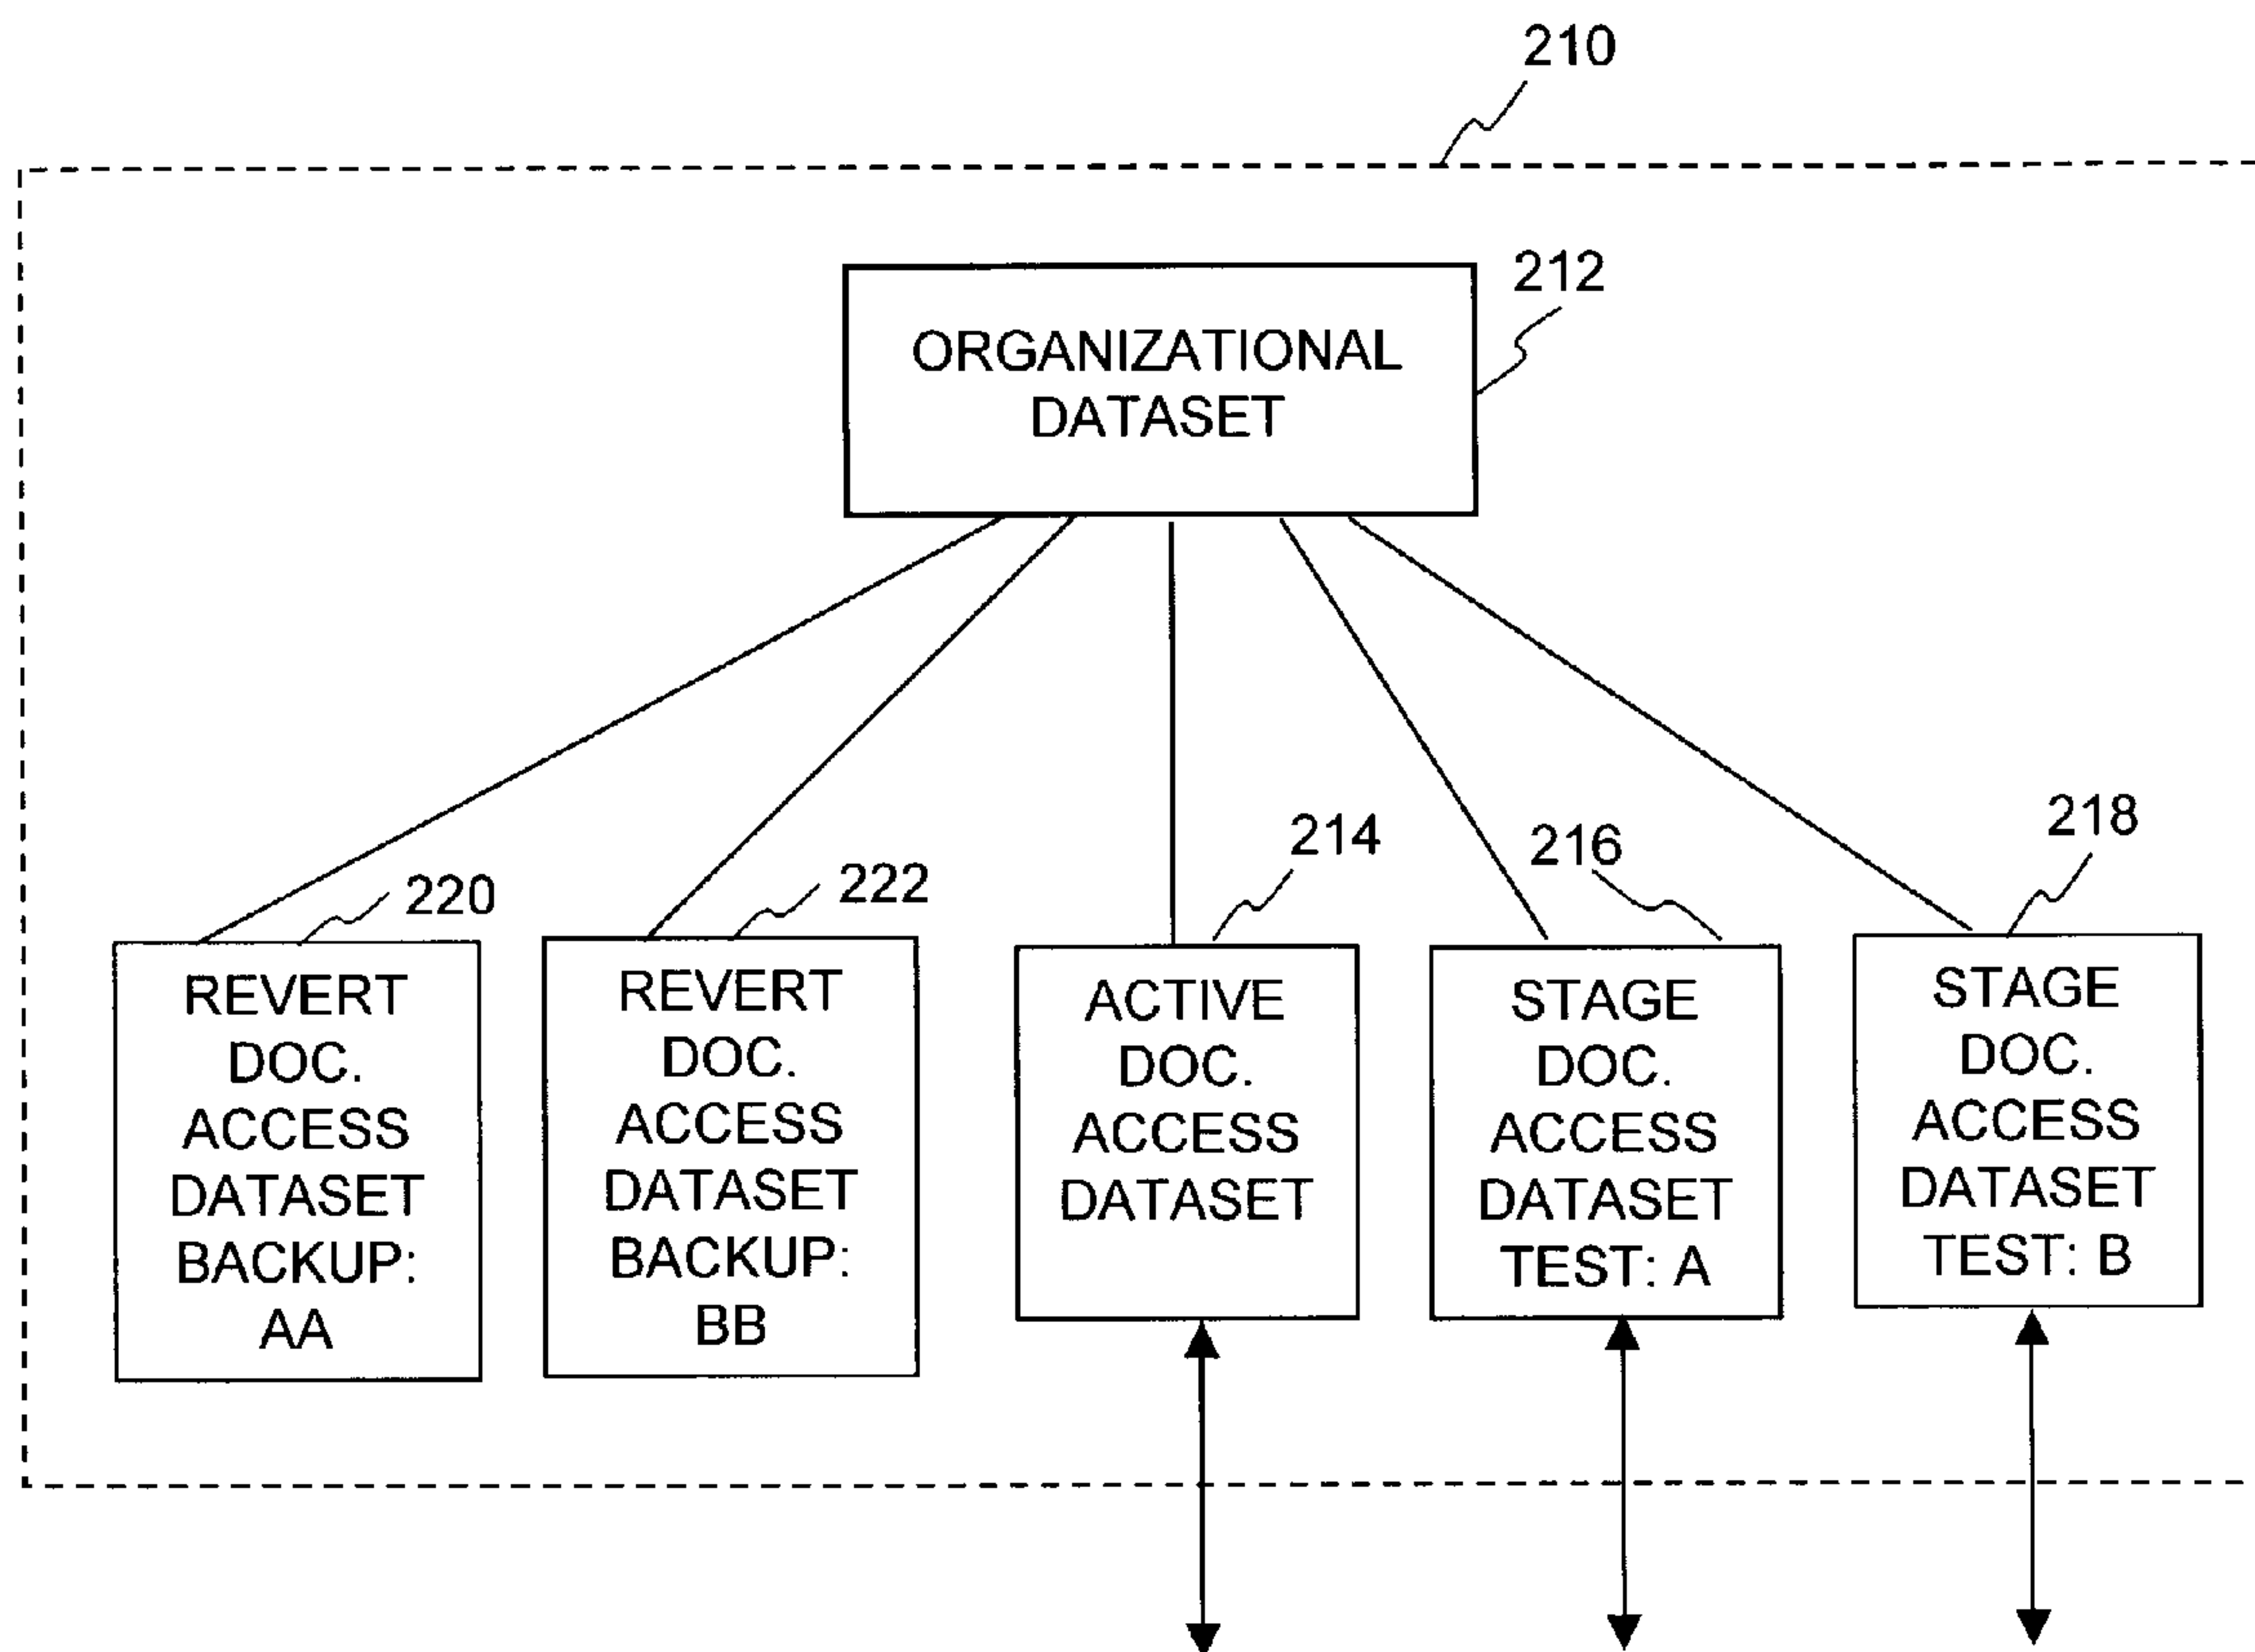 210
212
ORGANIZATIONAL
DATASET
220
222
214
216
218
REVERT
DOC.
ACCESS
DATASET
BACKUP:
AA
REVERT
DOC.
ACCESS
DATASET
BACKUP:
BB
ACTIVE
DOC.
ACCESS
DATASET
STAGE
DOC.
ACCESS
DATASET
TEST: A
STAGE
DOC.
ACCESS
DATASET
TEST: B